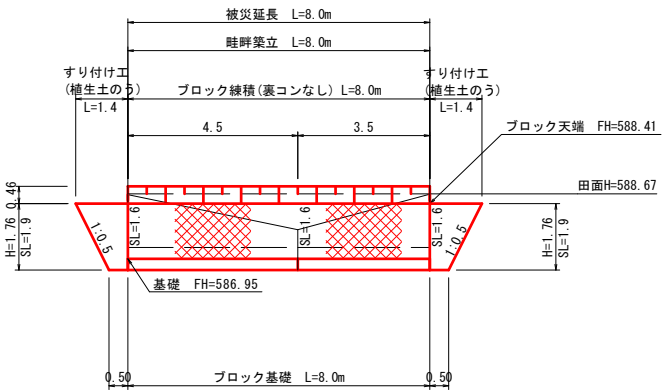 被災延長 L=8.0m
畦畔築立 L=8.0m
すり付け工
(植生土のう)
L=1.4
ブロック練積(裏コンなし) L=8.0m
すり付け工
(植生土のう)
L=1.4
4.5
3.5
ブロック天端 FH=588.41
田面H=588.67
0.46
H=1.76
SL=1.9
1:0.5
SL=1.6
SL=1.6
SL=1.6
1:0.5
H=1.76
SL=1.9
基礎 FH=586.95
0.50
ブロック基礎 L=8.0m
0.50